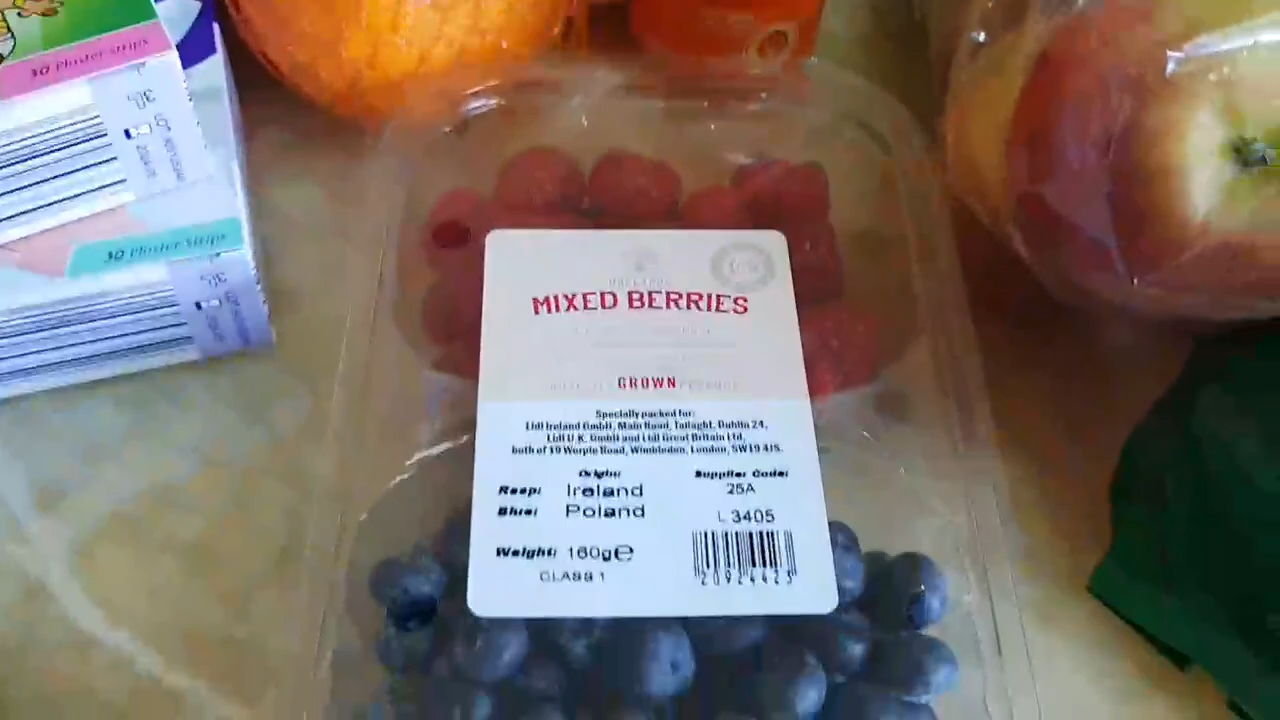 30 Plaster strips
30 Plaster strips
MIXED BERRIES
GROWN
Specially packed for:
Lidl Ireland GmbH, Main Road, Tallaght, Dublin 24,
Lidl U.K. GmbH and Lidl Great Britain Ltd,
both of 19 Worple Road, Wimbledon, London, SW19 4JS.
Origin:
Supplier Code:
Rasp: Ireland
25A
Blue: Poland
L 3405
Weight: 160g℮
CLASS 1
20924423